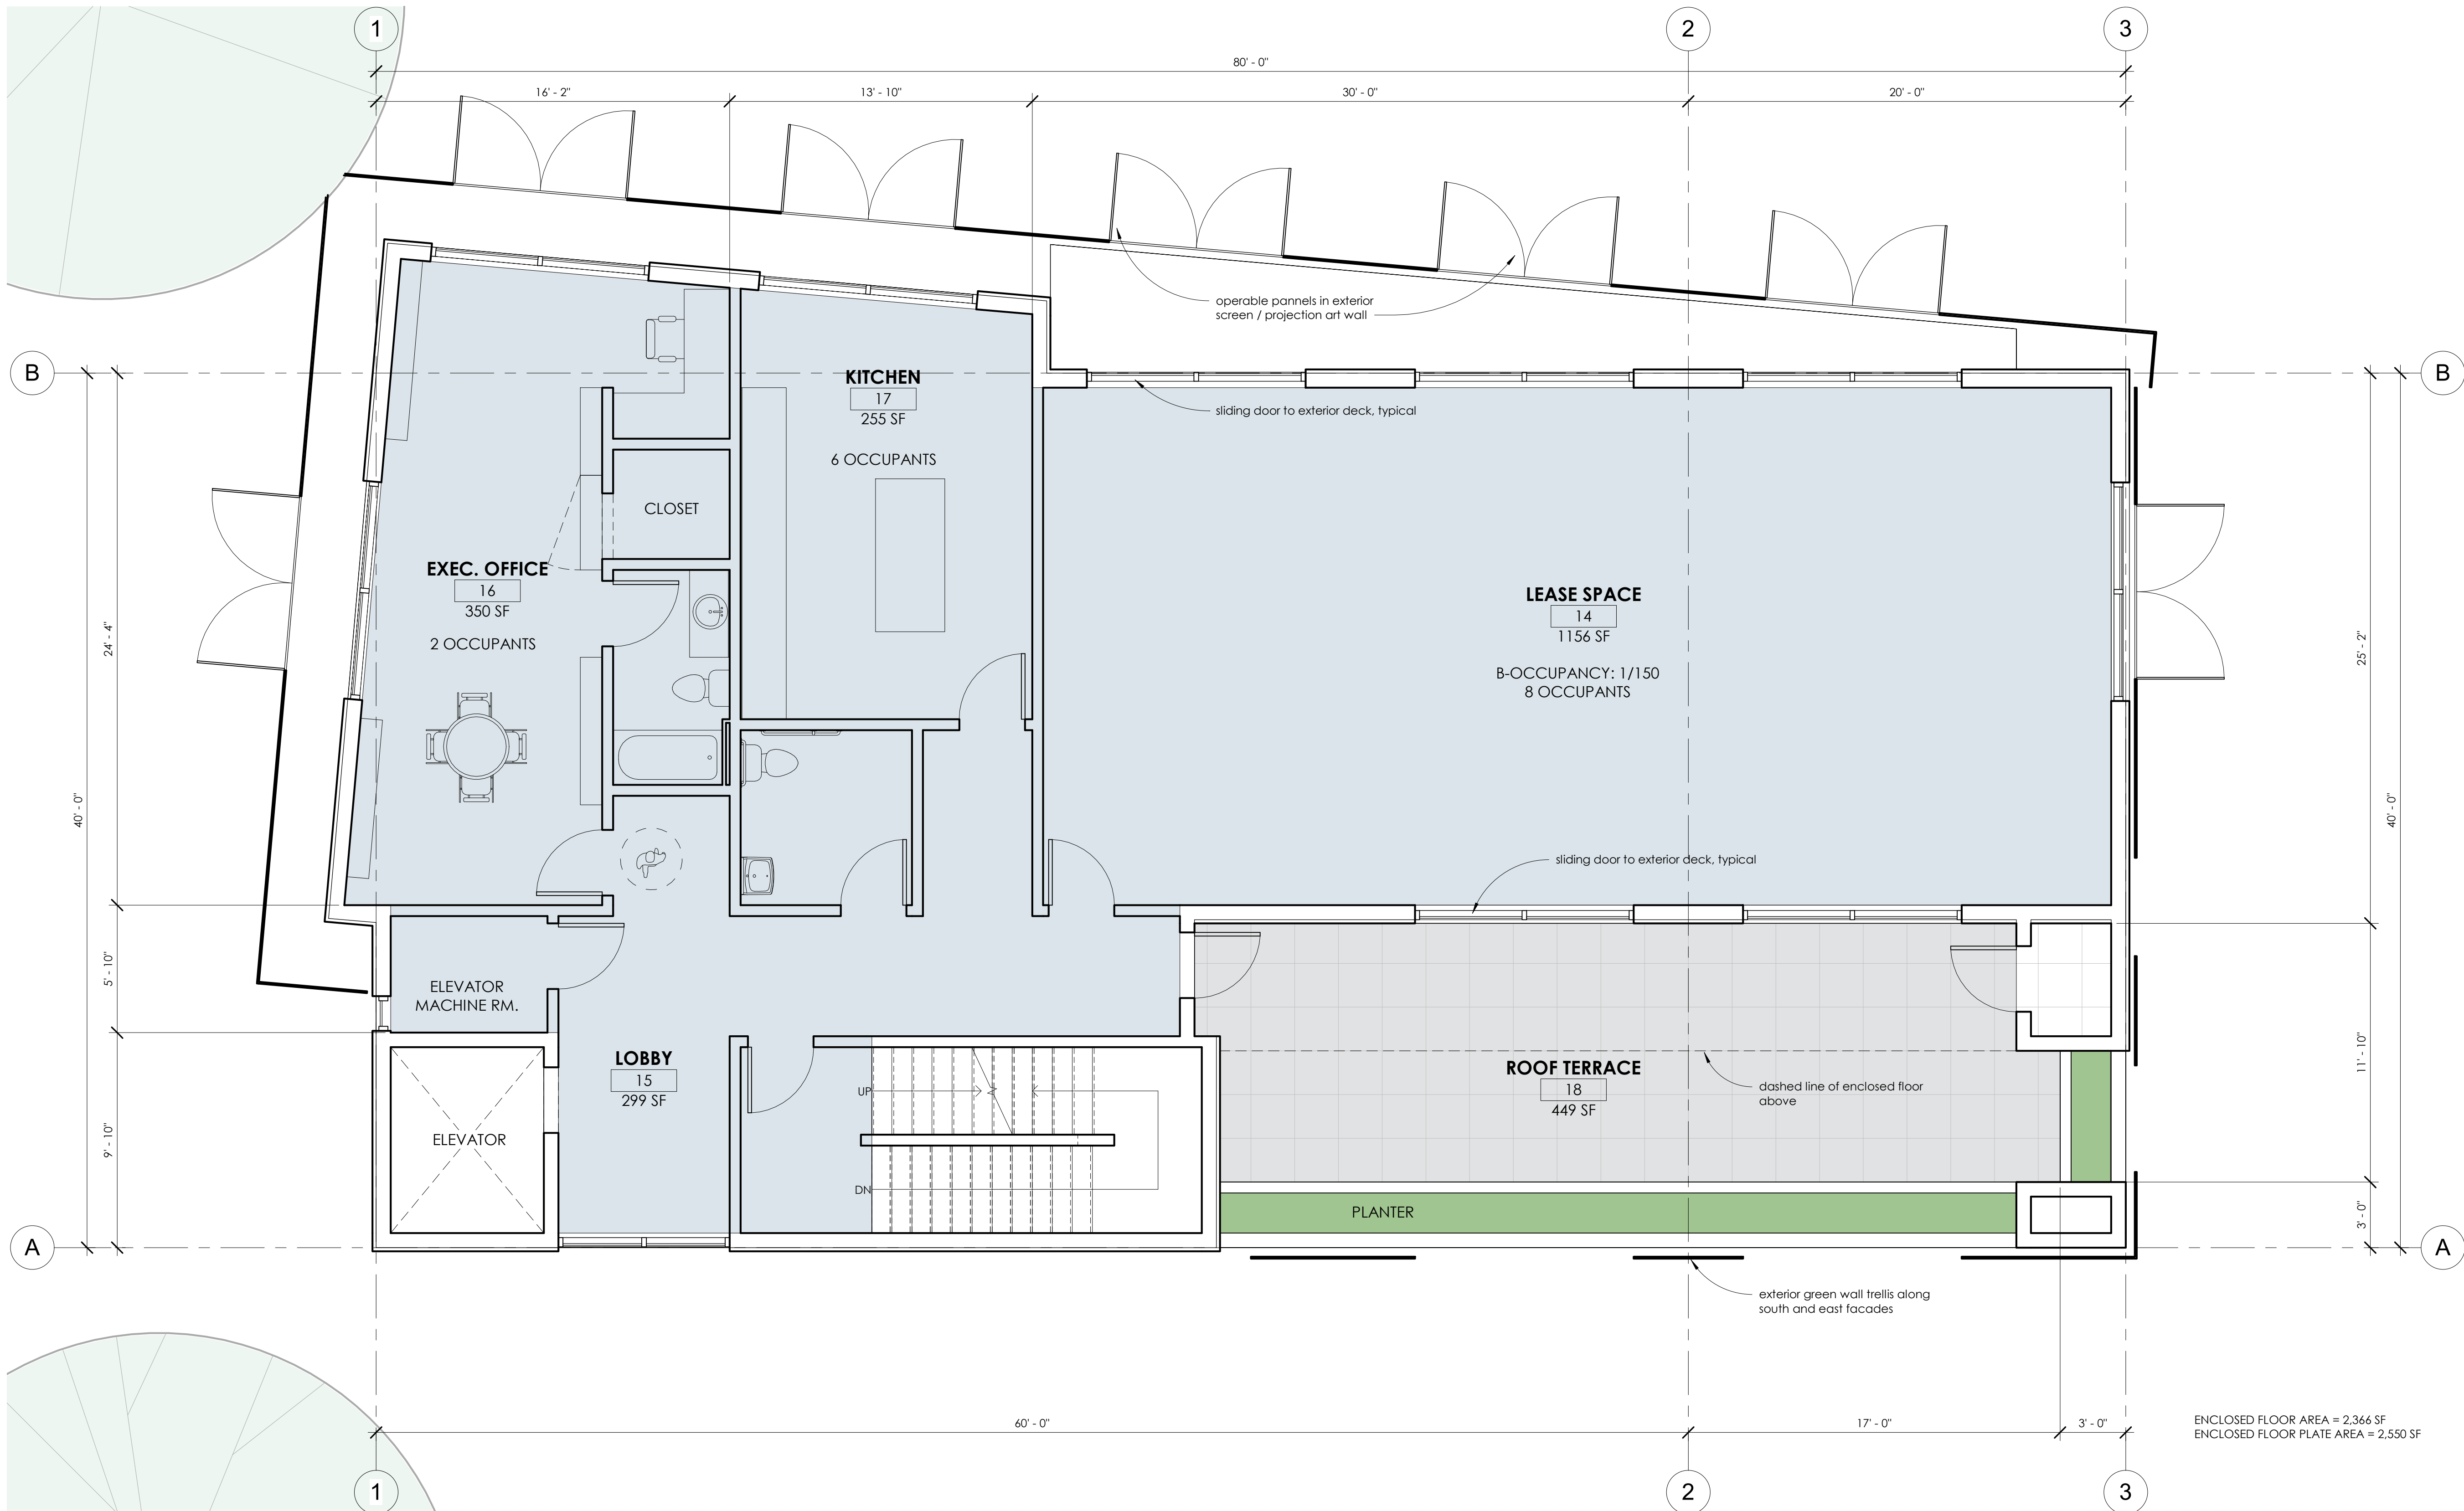 1
2
3
80' - 0"
16' - 2"
13' - 10"
30' - 0"
20' - 0"
operable pannels in exterior
screen / projection art wall
B
B
KITCHEN
17
255 SF
6 OCCUPANTS
sliding door to exterior deck, typical
CLOSET
EXEC. OFFICE
16
350 SF
2 OCCUPANTS
LEASE SPACE
14
1156 SF
B-OCCUPANCY: 1/150
8 OCCUPANTS
24' - 4"
25' - 2"
40' - 0"
40' - 0"
sliding door to exterior deck, typical
5' - 10"
ELEVATOR
MACHINE RM.
LOBBY
15
299 SF
UP
DN
ELEVATOR
9' - 10"
ROOF TERRACE
18
449 SF
dashed line of enclosed floor
above
11' - 10"
PLANTER
3' - 0"
A
A
exterior green wall trellis along
south and east facades
60' - 0"
17' - 0"
3' - 0"
ENCLOSED FLOOR AREA = 2,366 SF
ENCLOSED FLOOR PLATE AREA = 2,550 SF
1
2
3